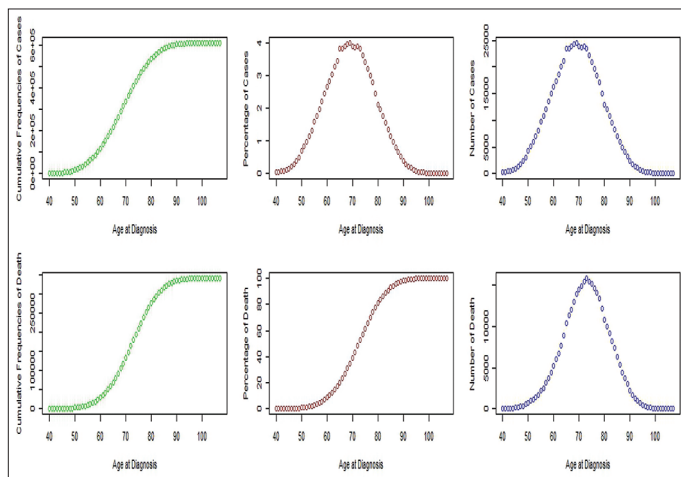 Cumulative Frequencies of Cases
0e+00 2e+05 4e+05 6e+05
40 50 60 70 80 90 100
Age at Diagnosis
Percentage of Cases
0 1 2 3 4
40 50 60 70 80 90 100
Age at Diagnosis
Number of Cases
0 5000 15000 25000
40 50 60 70 80 90 100
Age at Diagnosis
Cumulative Frequencies of Death
0 100000 250000
40 50 60 70 80 90 100
Age at Diagnosis
Percentage of Death
0 20 40 60 80 100
40 50 60 70 80 90 100
Age at Diagnosis
Number of Death
0 5000 10000
40 50 60 70 80 90 100
Age at Diagnosis